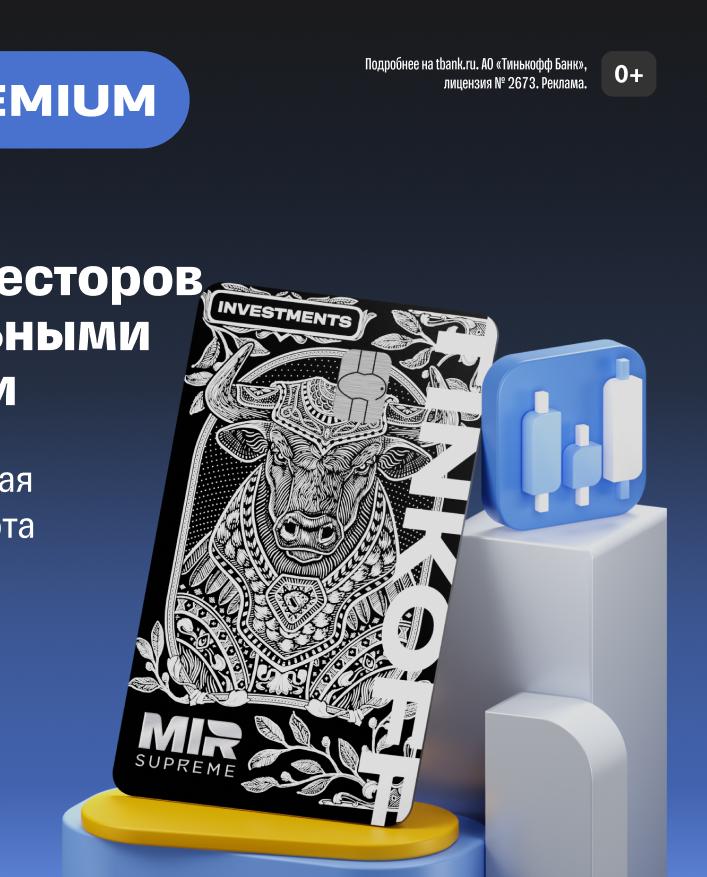 EMIUM
Подробнее на tbank.ru. АО «Тинькофф Банк»,
лицензия № 2673. Реклама.
0+
есторов
ьными
и
ая
ота
INVESTMENTS
TINKOFF
MIR
SUPREME